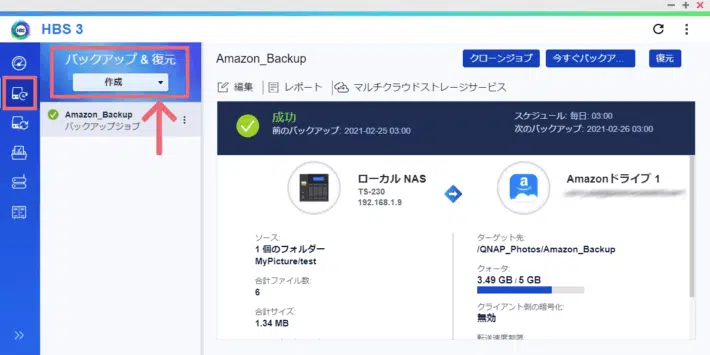 HBS
HBS 3
バックアップ & 復元
作成
Amazon_Backup
バックアップジョブ
Amazon_Backup
クローンジョブ
今すぐバックア...
復元
編集
レポート
マルチクラウドストレージサービス
成功
前のバックアップ: 2021-02-25 03:00
スケジュール: 毎日: 03:00
次のバックアップ: 2021-02-26 03:00
ローカル NAS
TS-230
192.168.1.9
Amazonドライブ 1
ソース:
1 個のフォルダー
MyPicture/test
合計ファイル数:
6
合計サイズ:
1.34 MB
ターゲット先:
/QNAP_Photos/Amazon_Backup
クォータ:
3.49 GB / 5 GB
クライアント側の暗号化:
無効
転送速度制限: